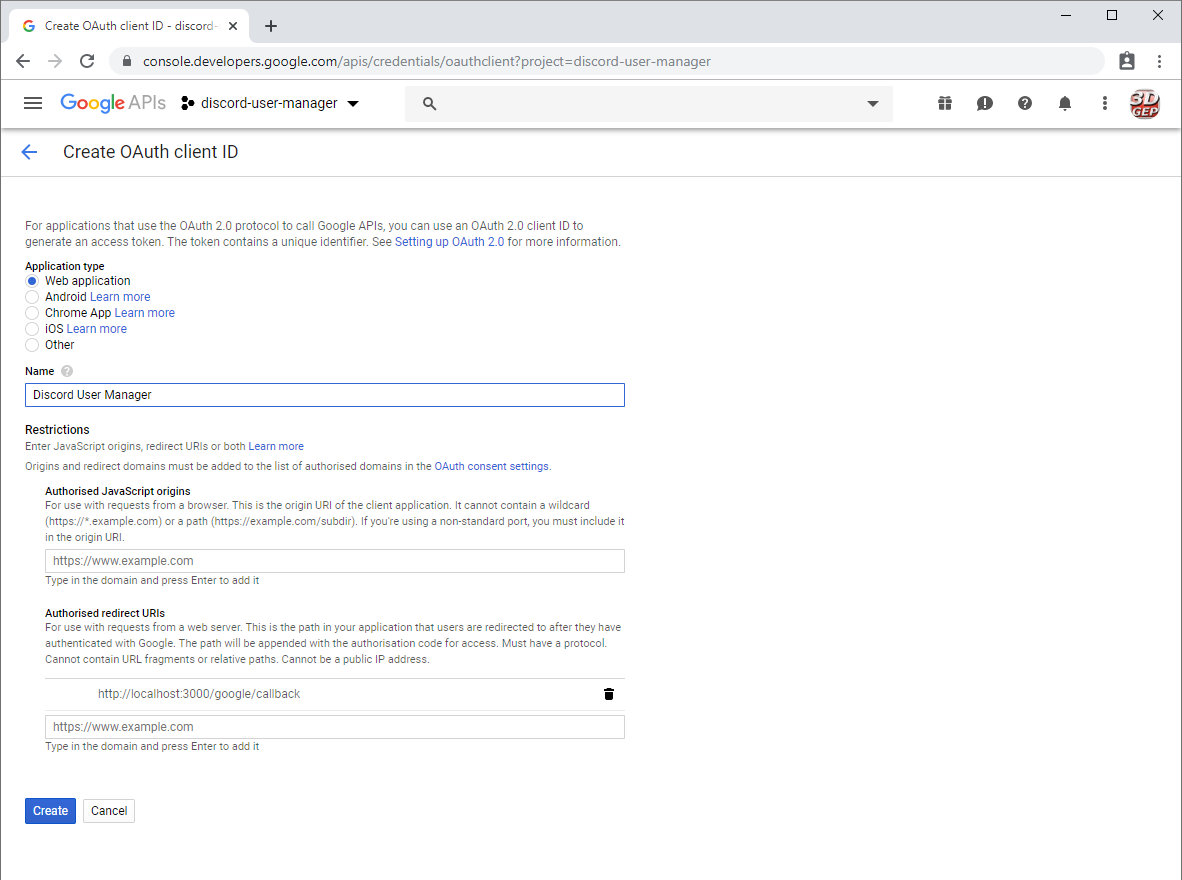 Create OAuth client ID - discord-
console.developers.google.com/apis/credentials/oauthclient?project=discord-user-manager
Google APIs discord-user-manager
3D
GEP
Create OAuth client ID
For applications that use the OAuth 2.0 protocol to call Google APIs, you can use an OAuth 2.0 client ID to
generate an access token. The token contains a unique identifier. See Setting up OAuth 2.0 for more information.
Application type
Web application
Android Learn more
Chrome App Learn more
iOS Learn more
Other
Name
Discord User Manager
Restrictions
Enter JavaScript origins, redirect URIs or both Learn more
Origins and redirect domains must be added to the list of authorised domains in the OAuth consent settings.
Authorised JavaScript origins
For use with requests from a browser. This is the origin URI of the client application. It cannot contain a wildcard
(https://*.example.com) or a path (https://example.com/subdir). If you're using a non-standard port, you must include it
in the origin URI.
https://www.example.com
Type in the domain and press Enter to add it
Authorised redirect URIs
For use with requests from a web server. This is the path in your application that users are redirected to after they have
authenticated with Google. The path will be appended with the authorisation code for access. Must have a protocol.
Cannot contain URL fragments or relative paths. Cannot be a public IP address.
http://localhost:3000/google/callback
https://www.example.com
Type in the domain and press Enter to add it
Create Cancel